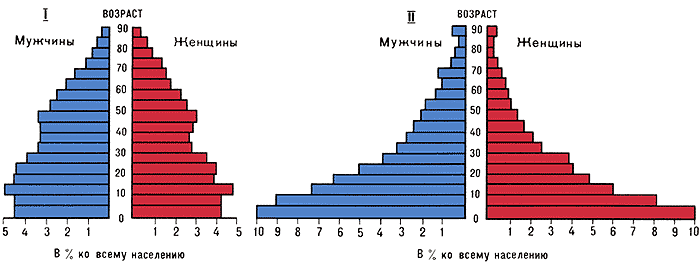 I ВОЗРАСТ II ВОЗРАСТ
Мужчины Женщины Мужчины Женщины
90 90
80 80
70 70
60 60
50 50
40 40
30 30
20 20
10 10
0 0
5 4 3 2 1 1 2 3 4 5 10 9 8 7 6 5 4 3 2 1 1 2 3 4 5 6 7 8 9 10
В % ко всему населению В % ко всему населению